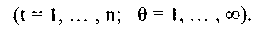 (t = 1, … , n;   θ = 1, … , ∞).